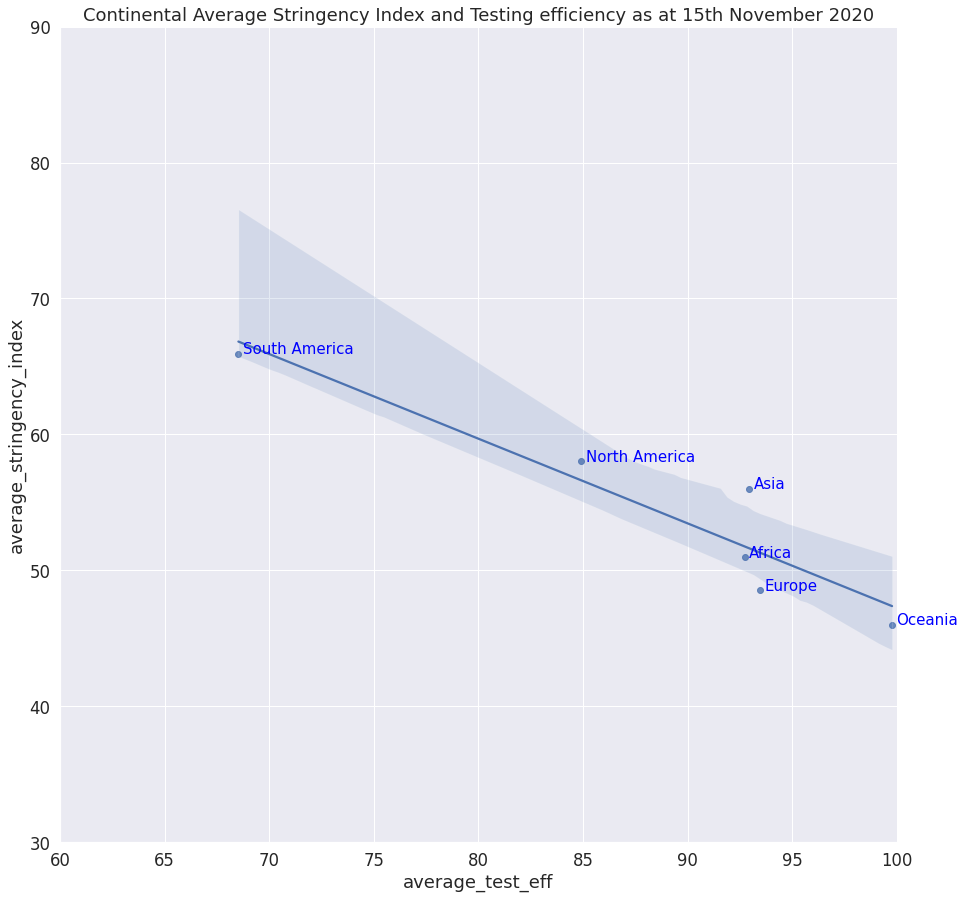 Continental Average Stringency Index and Testing efficiency as at 15th November 2020
90
80
70
60
50
40
30
average_stringency_index
South America
North America
Asia
Africa
Europe
Oceania
60
65
70
75
80
85
90
95
100
average_test_eff